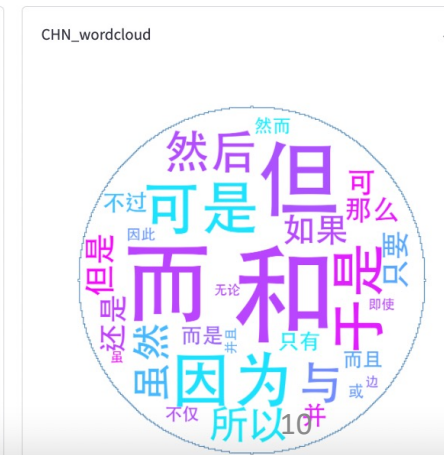 CHN_wordcloud
然而
然后
但
可
不过
可是
那么
如果
因此
但是
而
和
于是
只要
无论
即使
还是
虽然
而是
并且
只有
而且
因为
与
或
边
不仅
所以
并
10